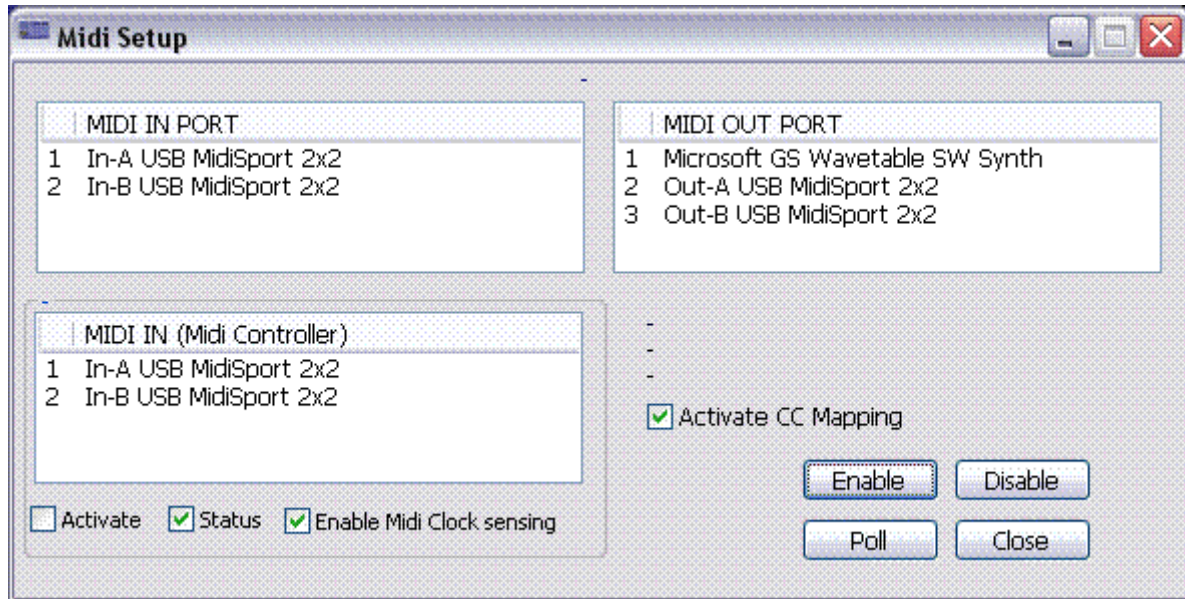 Midi Setup
-
MIDI IN PORT
1 In-A USB MidiSport 2x2
2 In-B USB MidiSport 2x2
MIDI OUT PORT
1 Microsoft GS Wavetable SW Synth
2 Out-A USB MidiSport 2x2
3 Out-B USB MidiSport 2x2
-
MIDI IN (Midi Controller)
1 In-A USB MidiSport 2x2
2 In-B USB MidiSport 2x2
Activate Status Enable Midi Clock sensing
-
-
-
Activate CC Mapping
Enable Disable
Poll Close